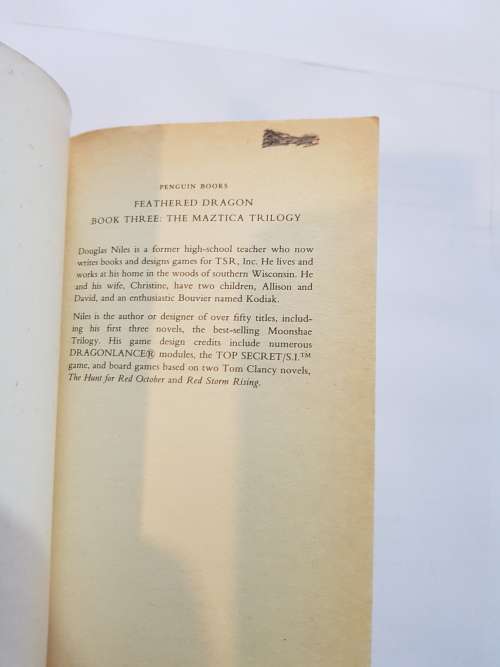 PENGUIN BOOKS
FEATHERED DRAGON
BOOK THREE: THE MAZTICA TRILOGY
Douglas Niles is a former high-school teacher who now
writes books and designs games for TSR, Inc. He lives and
works at his home in the woods of southern Wisconsin. He
and his wife, Christine, have two children, Allison and
David, and an enthusiastic Bouvier named Kodiak.
Niles is the author or designer of over fifty titles, includ-
ing his first three novels, the best-selling Moonshae
Trilogy. His game design credits include numerous
DRAGONLANCE® modules, the TOP SECRET/S.I.™
game, and board games based on two Tom Clancy novels,
The Hunt for Red October and Red Storm Rising.